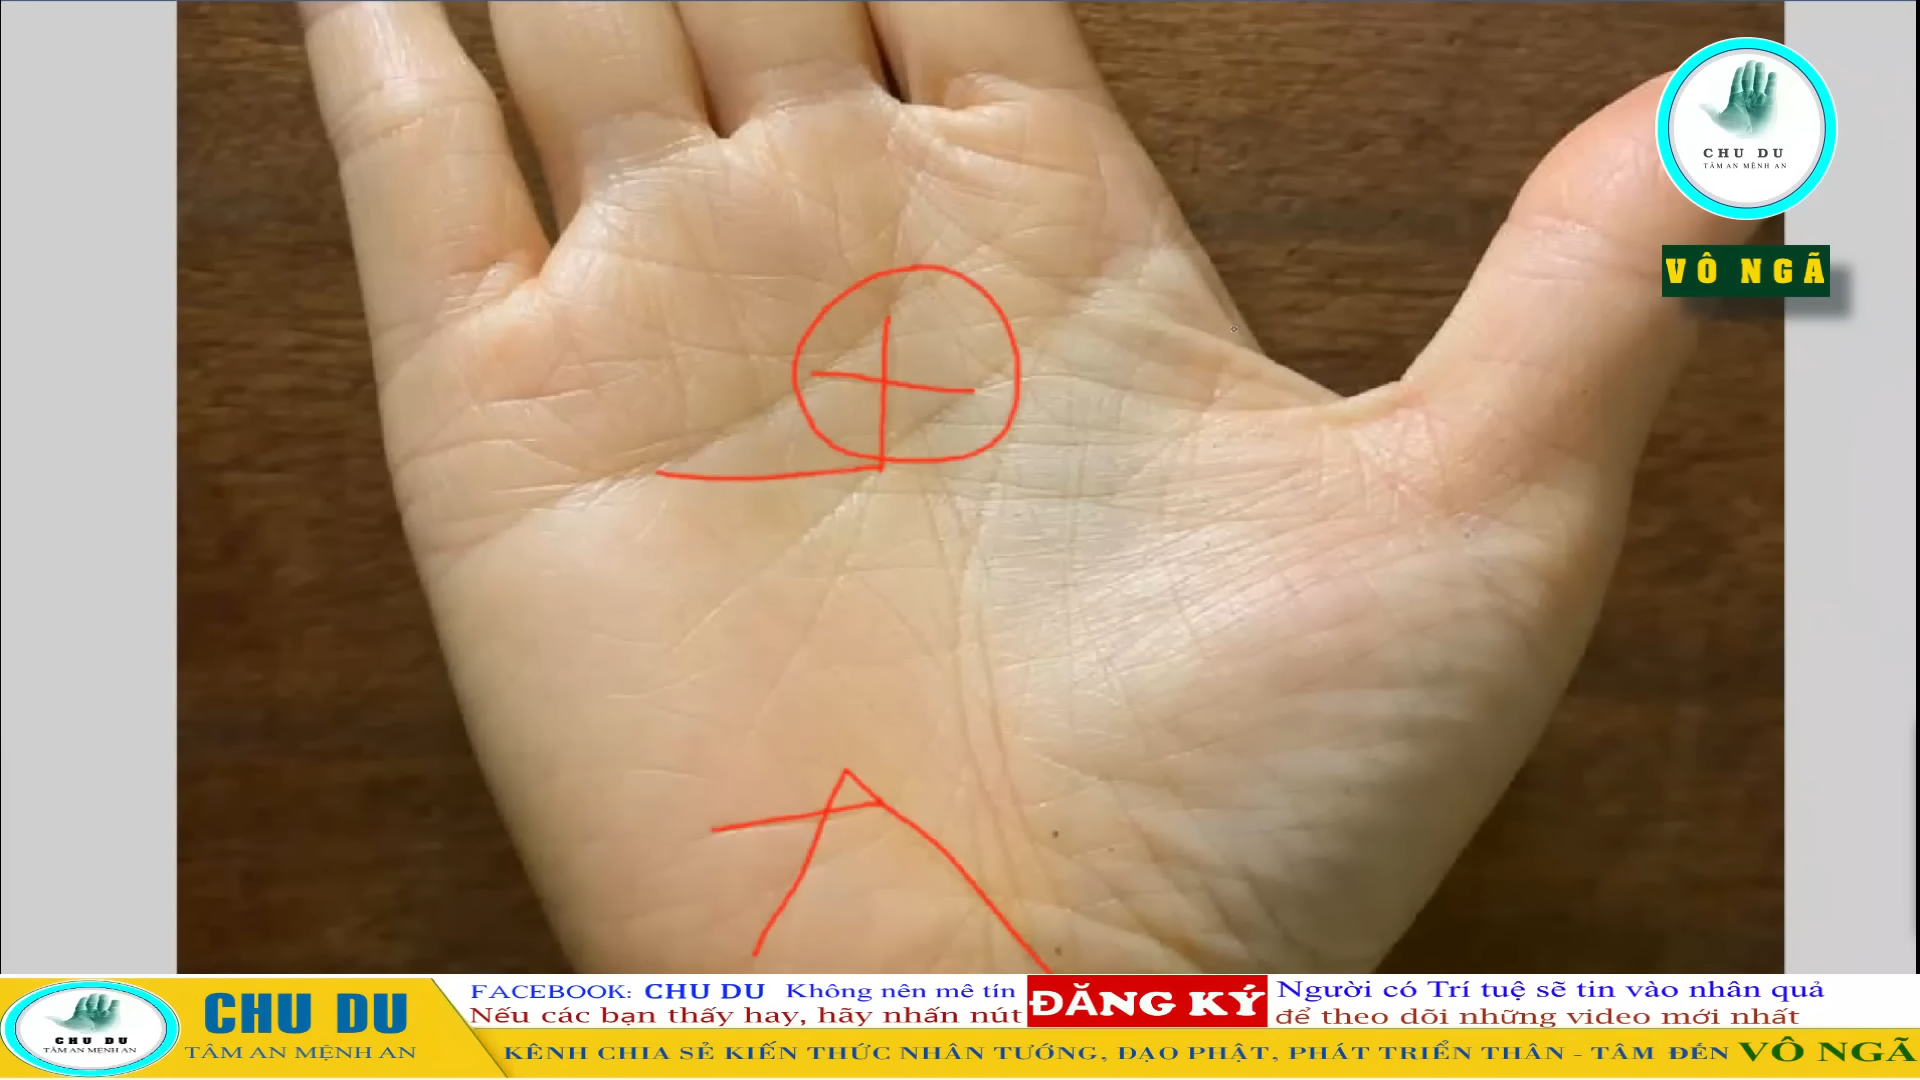 CHU DU
TÂM AN MỆNH AN
VÔ NGÃ
CHU DU
TÂM AN MỆNH AN
CHU DU
TÂM AN MỆNH AN
FACEBOOK: CHU DU Không nên mê tín
Nếu các bạn thấy hay, hãy nhấn nút
ĐĂNG KÝ
Người có Trí tuệ sẽ tin vào nhân quả
để theo dõi những video mới nhất
KÊNH CHIA SẺ KIẾN THỨC NHÂN TƯỚNG, ĐẠO PHẬT, PHÁT TRIỂN THÂN - TÂM ĐẾN VÔ NGÃ